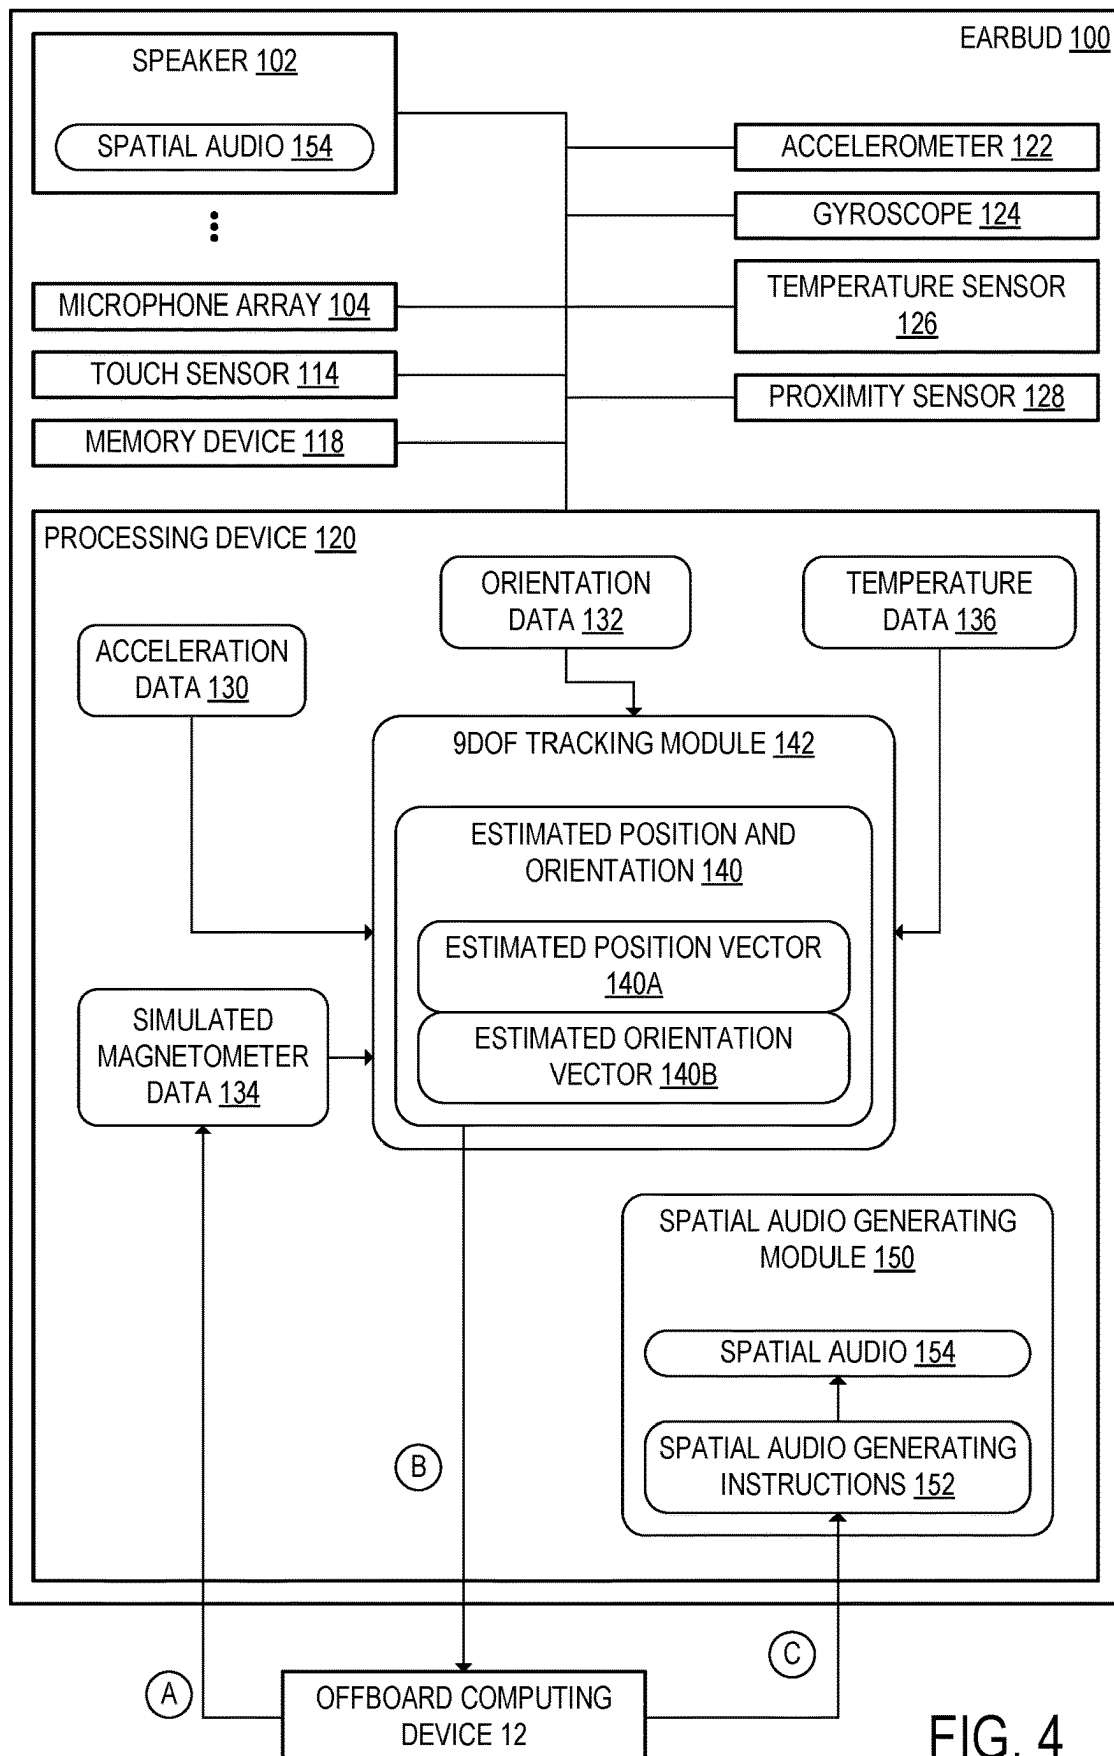 EARBUD 100
SPEAKER 102
SPATIAL AUDIO 154
ACCELEROMETER 122
GYROSCOPE 124
MICROPHONE ARRAY 104
TEMPERATURE SENSOR
126
TOUCH SENSOR 114
PROXIMITY SENSOR 128
MEMORY DEVICE 118
PROCESSING DEVICE 120
ORIENTATION
DATA 132
TEMPERATURE
DATA 136
ACCELERATION
DATA 130
9DOF TRACKING MODULE 142
ESTIMATED POSITION AND
ORIENTATION 140
ESTIMATED POSITION VECTOR
140A
SIMULATED
MAGNETOMETER
DATA 134
ESTIMATED ORIENTATION
VECTOR 140B
SPATIAL AUDIO GENERATING
MODULE 150
SPATIAL AUDIO 154
SPATIAL AUDIO GENERATING
INSTRUCTIONS 152
B
A
C
OFFBOARD COMPUTING
DEVICE 12
FIG. 4